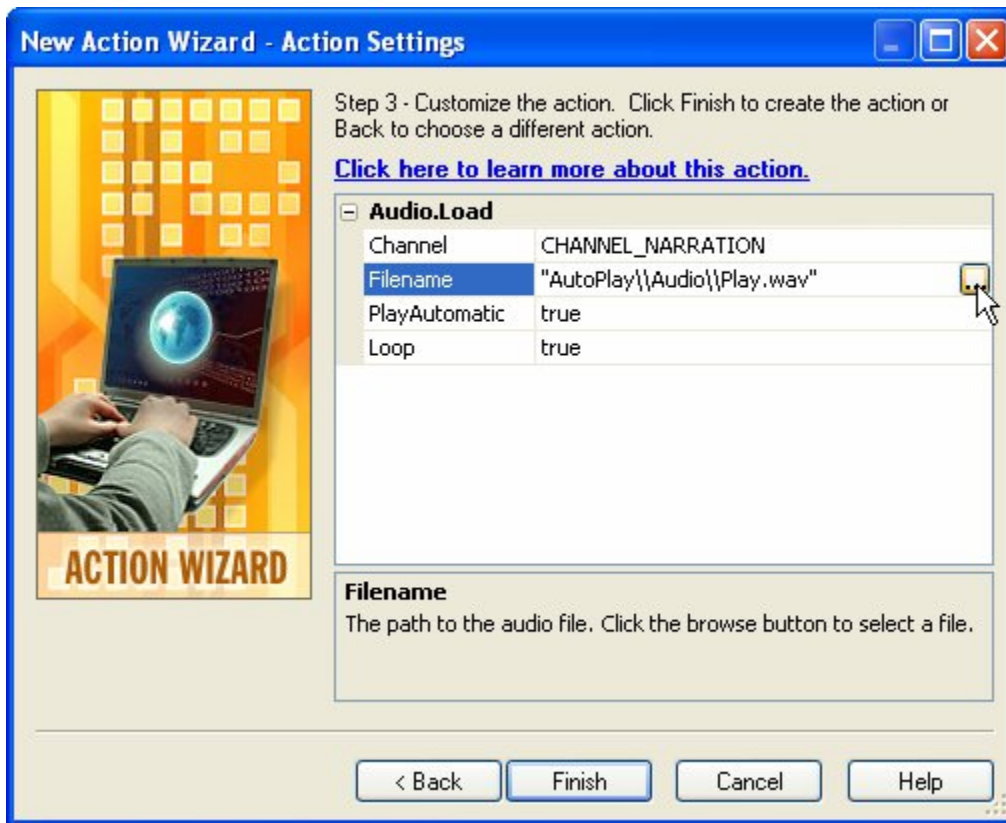 New Action Wizard - Action Settings
Step 3 - Customize the action.  Click Finish to create the action or
Back to choose a different action.
Click here to learn more about this action.
Audio.Load
Channel CHANNEL_NARRATION
Filename "AutoPlay\\Audio\\Play.wav" ...
PlayAutomatic true
Loop true
ACTION WIZARD
Filename
The path to the audio file. Click the browse button to select a file.
< Back Finish Cancel Help